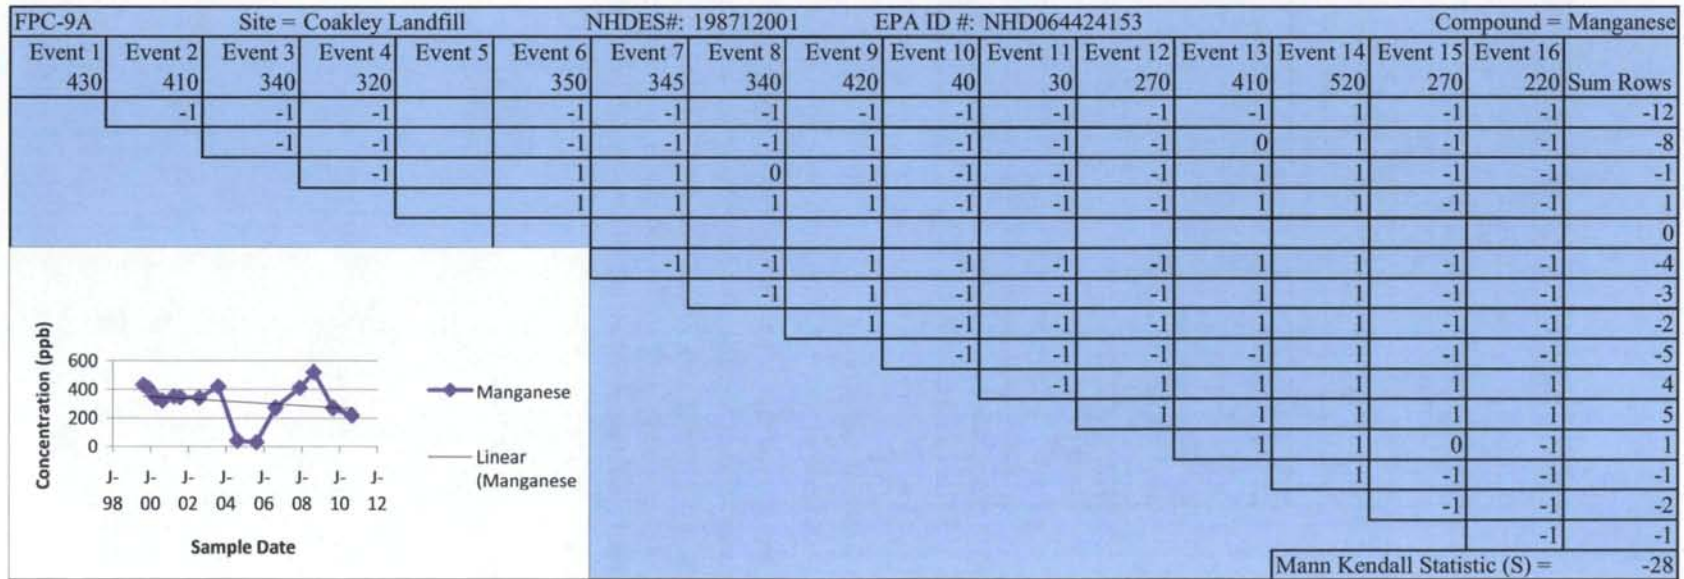 FPC-9A Site = Coakley Landfill NHDES#: 198712001 EPA ID #: NHD064424153 Compound = Manganese
Event 1 Event 2 Event 3 Event 4 Event 5 Event 6 Event 7 Event 8 Event 9 Event 10 Event 11 Event 12 Event 13 Event 14 Event 15 Event 16
430 410 340 320 350 345 340 420 40 30 270 410 520 270 220 Sum Rows
-1 -1 -1 -1 -1 -1 -1 -1 -1 -1 -1 1 -1 -1 -12
-1 -1 -1 -1 -1 1 -1 -1 -1 0 1 -1 -1 -8
-1 1 1 0 1 -1 -1 -1 1 1 -1 -1 -1
1 1 1 1 -1 -1 -1 1 1 -1 -1 1
0
-1 -1 1 -1 -1 -1 1 1 -1 -1 -4
-1 1 -1 -1 -1 1 1 -1 -1 -3
1 -1 -1 -1 1 1 -1 -1 -2
-1 -1 -1 -1 1 -1 -1 -5
-1 1 1 1 1 1 4
1 1 1 1 1 5
1 1 0 -1 1
1 -1 -1 -1
-1 -1 -2
-1 -1
Mann Kendall Statistic (S) = -28
Concentration (ppb)
600
400
200
0
J- J- J- J- J- J- J- J-
98 00 02 04 06 08 10 12
Sample Date
Manganese
Linear
(Manganese